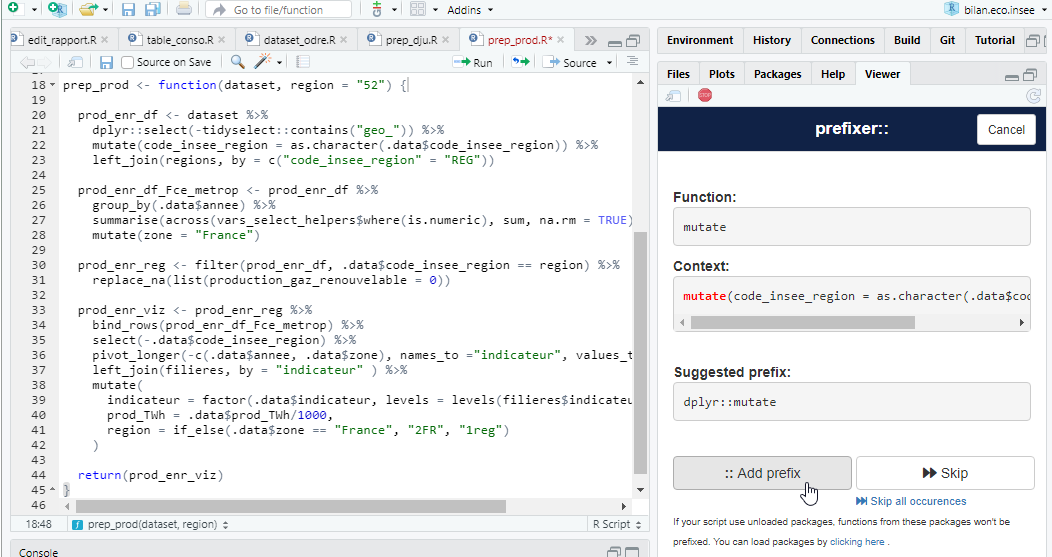 Go to file/function
Addins
bilan.eco.insee
edit_rapport.R
table_conso.R
dataset_odre.R
prep_dju.R
prep_prod.R*
Source on Save
Run
Source
18 prep_prod <- function(dataset, region = "52") {
19
20 prod_enr_df <- dataset %>%
21 dplyr::select(-tidyselect::contains("geo_")) %>%
22 mutate(code_insee_region = as.character(.data$code_insee_region)) %>%
23 left_join(regions, by = c("code_insee_region" = "REG"))
24
25 prod_enr_df_Fce_metrop <- prod_enr_df %>%
26 group_by(.data$annee) %>%
27 summarise(across(vars_select_helpers$where(is.numeric), sum, na.rm = TRUE)
28 mutate(zone = "France")
29
30 prod_enr_reg <- filter(prod_enr_df, .data$code_insee_region == region) %>%
31 replace_na(list(production_gaz_renouvelable = 0))
32
33 prod_enr_viz <- prod_enr_reg %>%
34 bind_rows(prod_enr_df_Fce_metrop) %>%
35 select(-.data$code_insee_region) %>%
36 pivot_longer(-c(.data$annee, .data$zone), names_to ="indicateur", values_t
37 left_join(filieres, by = "indicateur" ) %>%
38 mutate(
39 indicateur = factor(.data$indicateur, levels = levels(filieres$indicateu
40 prod_TWh = .data$prod_TWh/1000,
41 region = if_else(.data$zone == "France", "2FR", "1reg")
42 )
43
44 return(prod_enr_viz)
45 }
46
18:48
prep_prod(dataset, region)
R Script
Console
Environment
History
Connections
Build
Git
Tutorial
Files
Plots
Packages
Help
Viewer
STOP
prefixer::
Cancel
Function:
mutate
Context:
mutate(code_insee_region = as.character(.data$cod
Suggested prefix:
dplyr::mutate
:: Add prefix
Skip
Skip all occurences
If your script use unloaded packages, functions from these packages won't be
prefixed. You can load packages by clicking here .